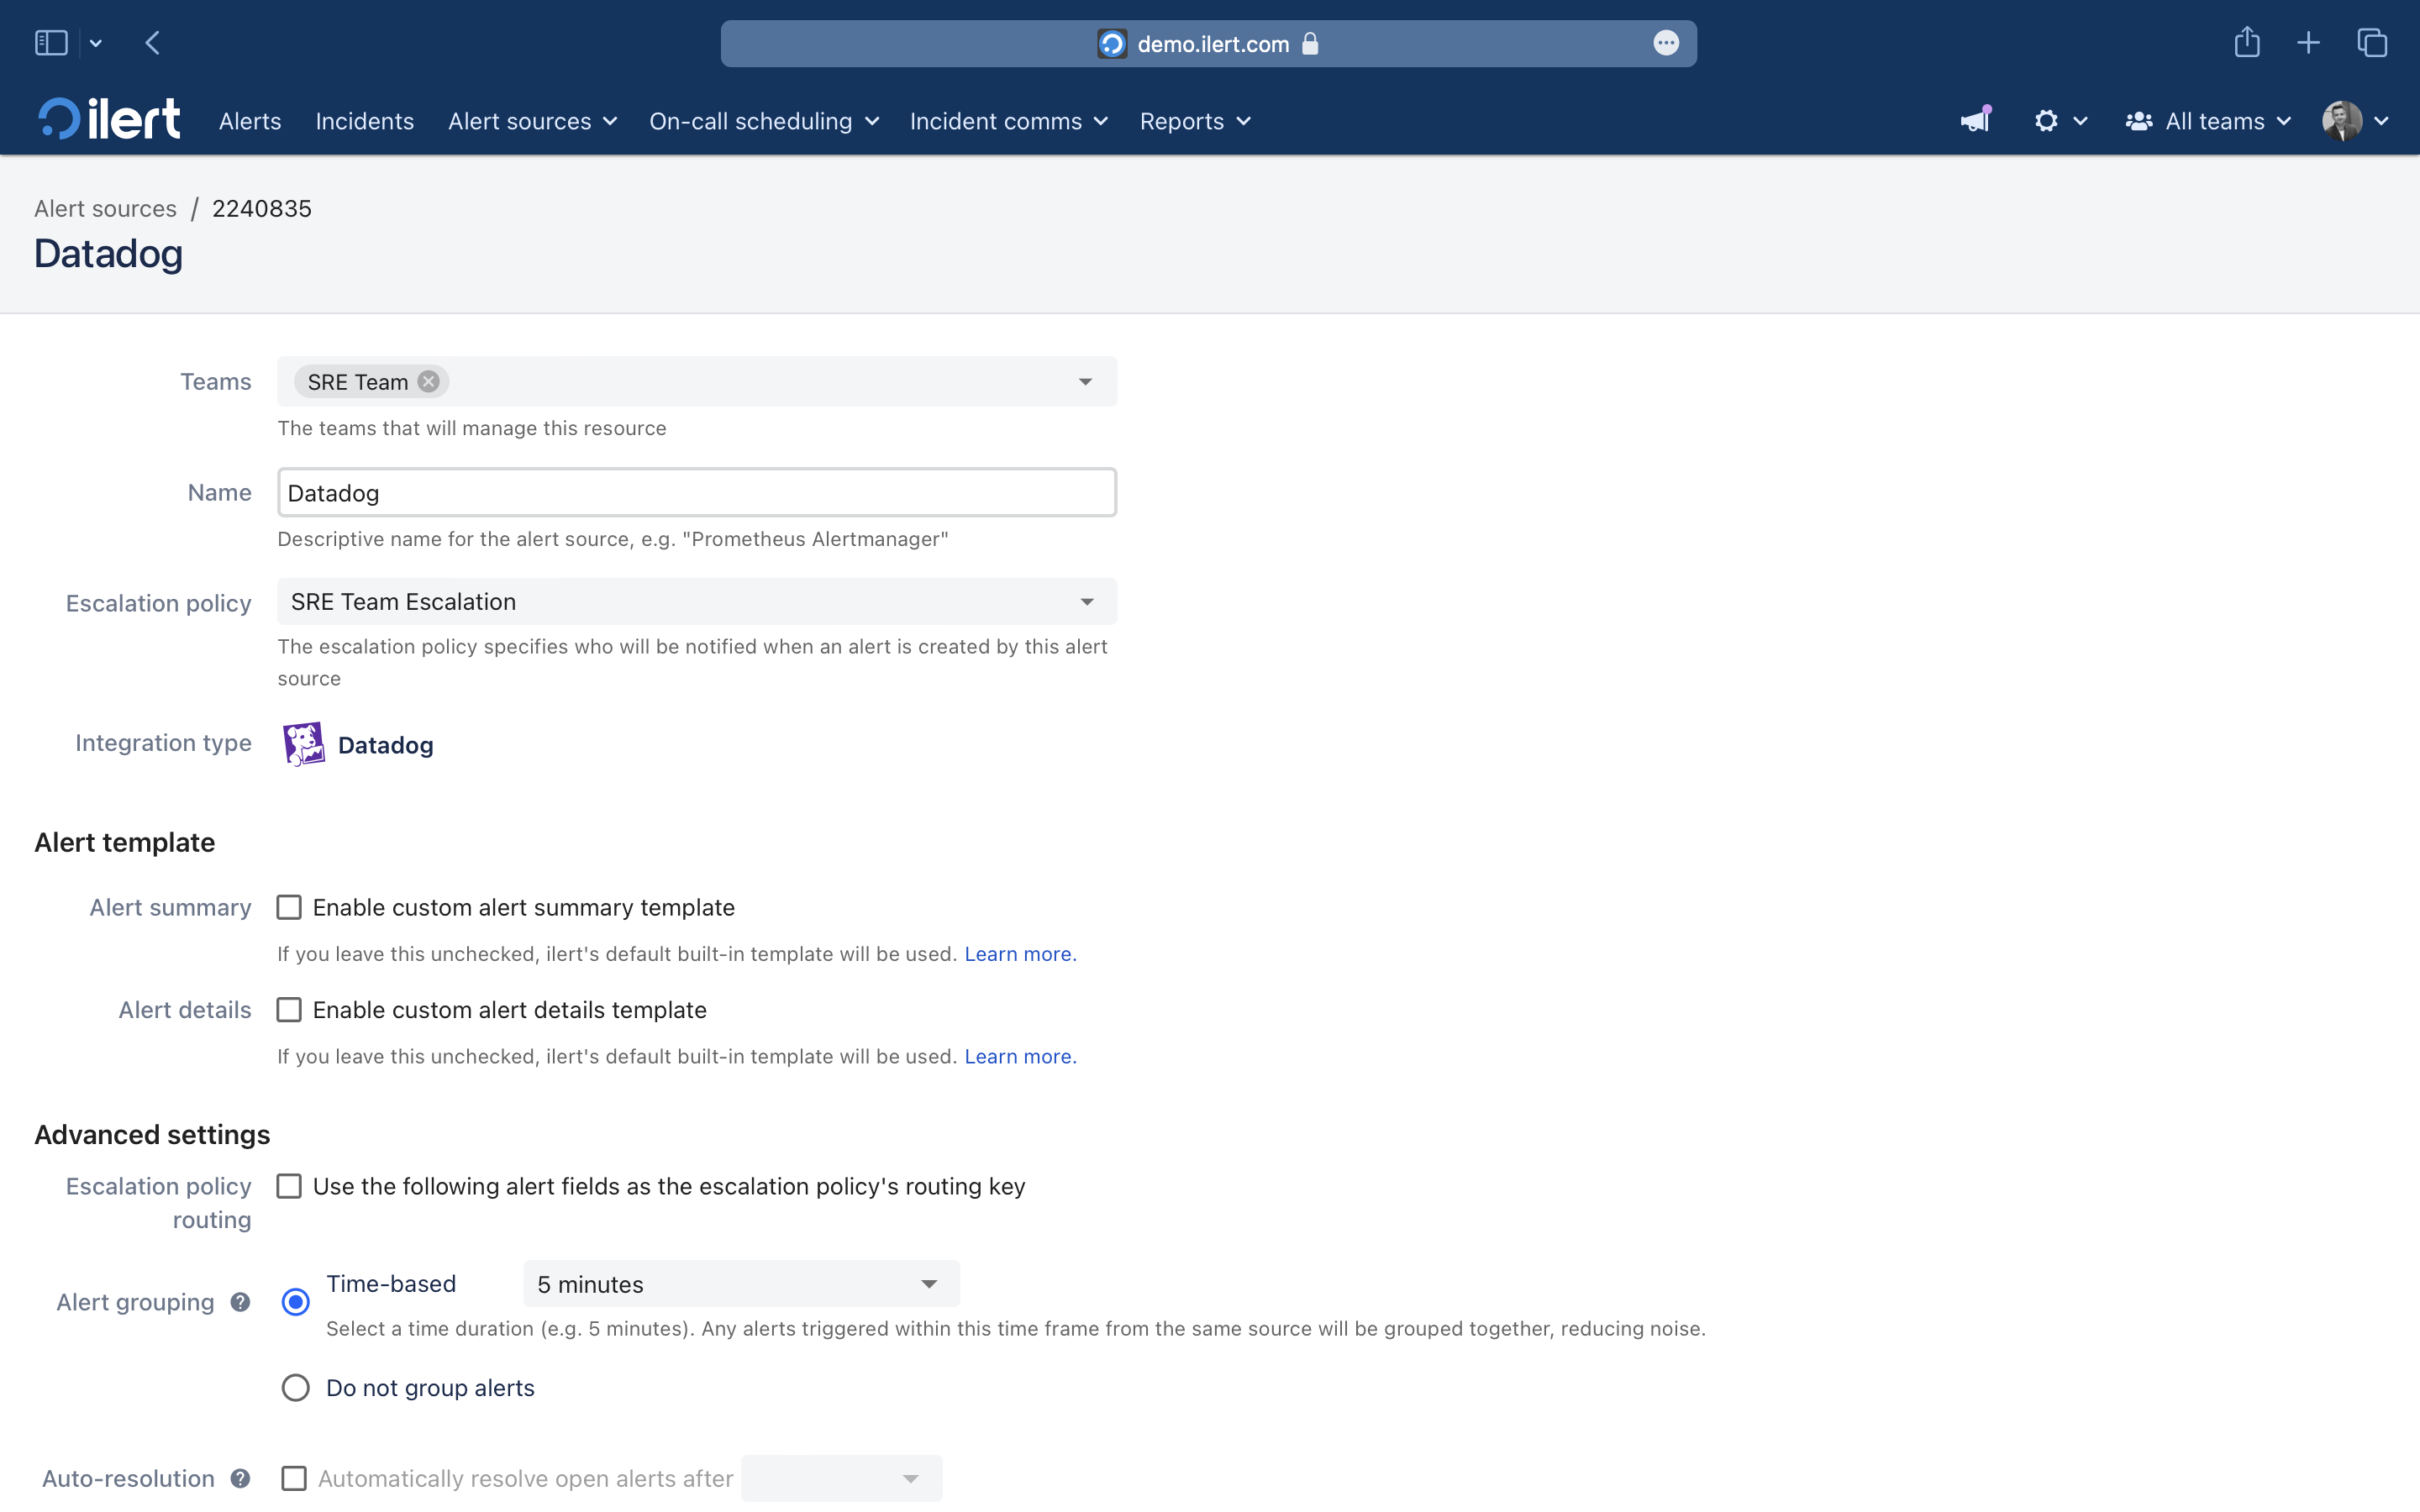 demo.ilert.com
ilert Alerts Incidents Alert sources On-call scheduling Incident comms Reports All teams
Alert sources / 2240835
Datadog
Teams SRE Team
The teams that will manage this resource
Name Datadog
Descriptive name for the alert source, e.g. "Prometheus Alertmanager"
Escalation policy SRE Team Escalation
The escalation policy specifies who will be notified when an alert is created by this alert
source
Integration type Datadog
Alert template
Alert summary Enable custom alert summary template
If you leave this unchecked, ilert's default built-in template will be used. Learn more.
Alert details Enable custom alert details template
If you leave this unchecked, ilert's default built-in template will be used. Learn more.
Advanced settings
Escalation policy Use the following alert fields as the escalation policy's routing key
routing
Time-based 5 minutes
Alert grouping ?
Select a time duration (e.g. 5 minutes). Any alerts triggered within this time frame from the same source will be grouped together, reducing noise.
Do not group alerts
Auto-resolution ? Automatically resolve open alerts after